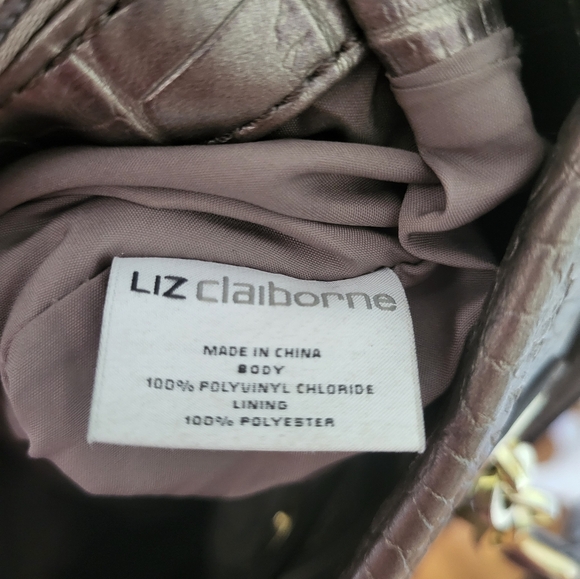 LIZ claiborne
MADE IN CHINA
BODY
100% POLYVINYL CHLORIDE
LINING
100% POLYESTER